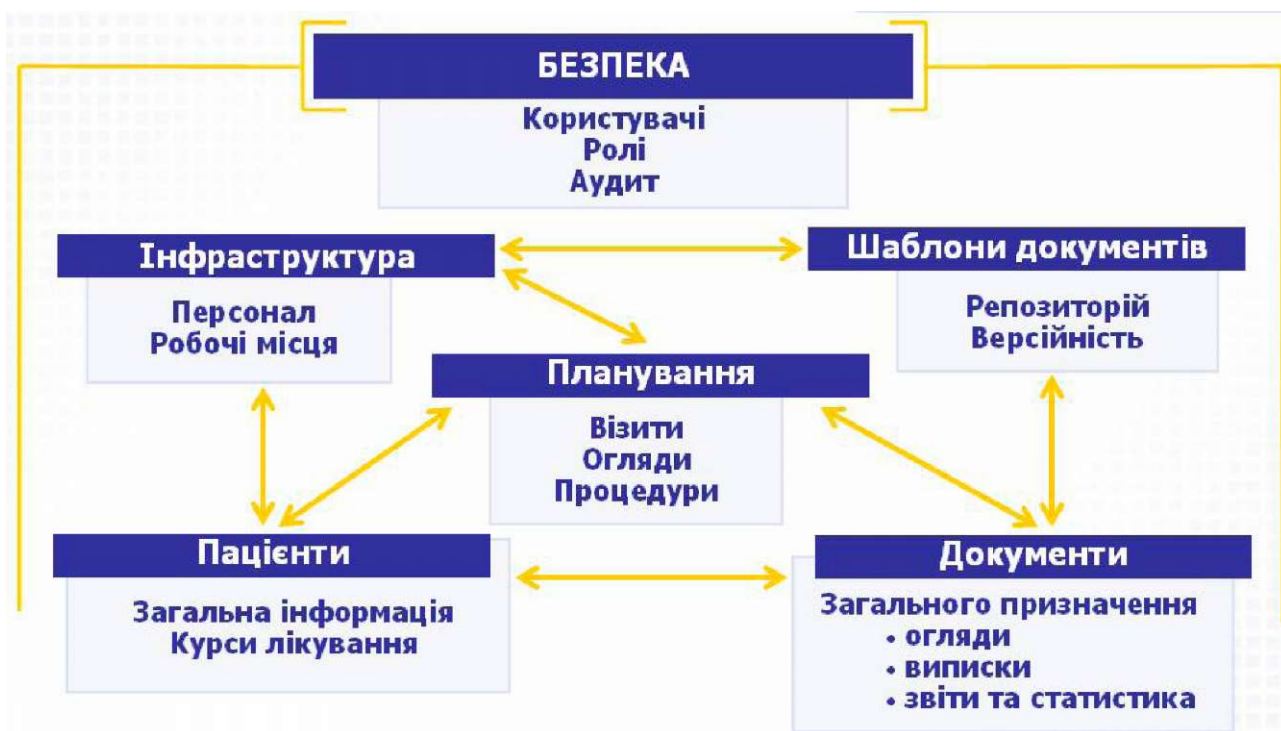 БЕЗПЕКА
Користувачі
Ролі
Аудит
Інфраструктура
Персонал
Робочі місця
Шаблони документів
Репозиторій
Версійність
Планування
Візити
Огляди
Процедури
Пацієнти
Загальна інформація
Курси лікування
Документи
Загального призначення
• огляди
• виписки
• звіти та статистика